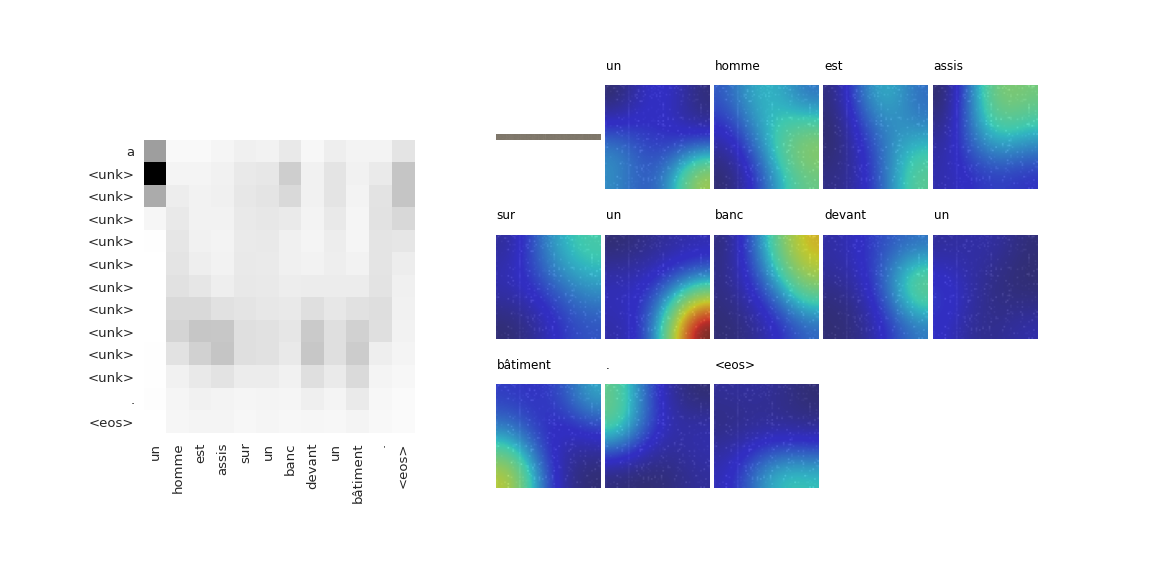 a
<unk>
<unk>
<unk>
<unk>
<unk>
<unk>
<unk>
<unk>
<unk>
<unk>
.
<eos>
un
homme
est
assis
sur
un
banc
devant
un
bâtiment
.
<eos>
un homme est assis
sur un banc devant un
bâtiment . <eos>